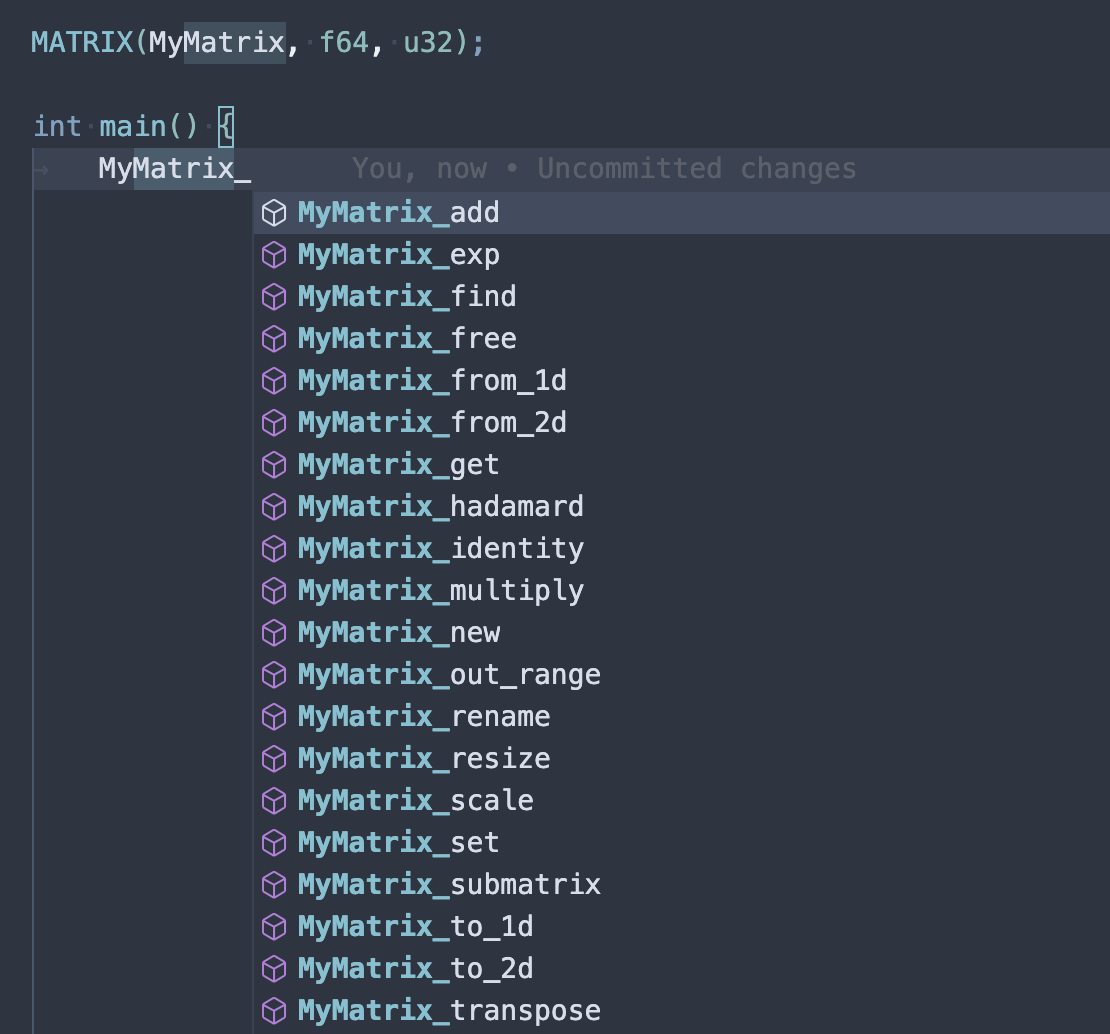 MATRIX(MyMatrix, f64, u32);
int main() {
MyMatrix_ You, now • Uncommitted changes
MyMatrix_add
MyMatrix_exp
MyMatrix_find
MyMatrix_free
MyMatrix_from_1d
MyMatrix_from_2d
MyMatrix_get
MyMatrix_hadamard
MyMatrix_identity
MyMatrix_multiply
MyMatrix_new
MyMatrix_out_range
MyMatrix_rename
MyMatrix_resize
MyMatrix_scale
MyMatrix_set
MyMatrix_submatrix
MyMatrix_to_1d
MyMatrix_to_2d
MyMatrix_transpose